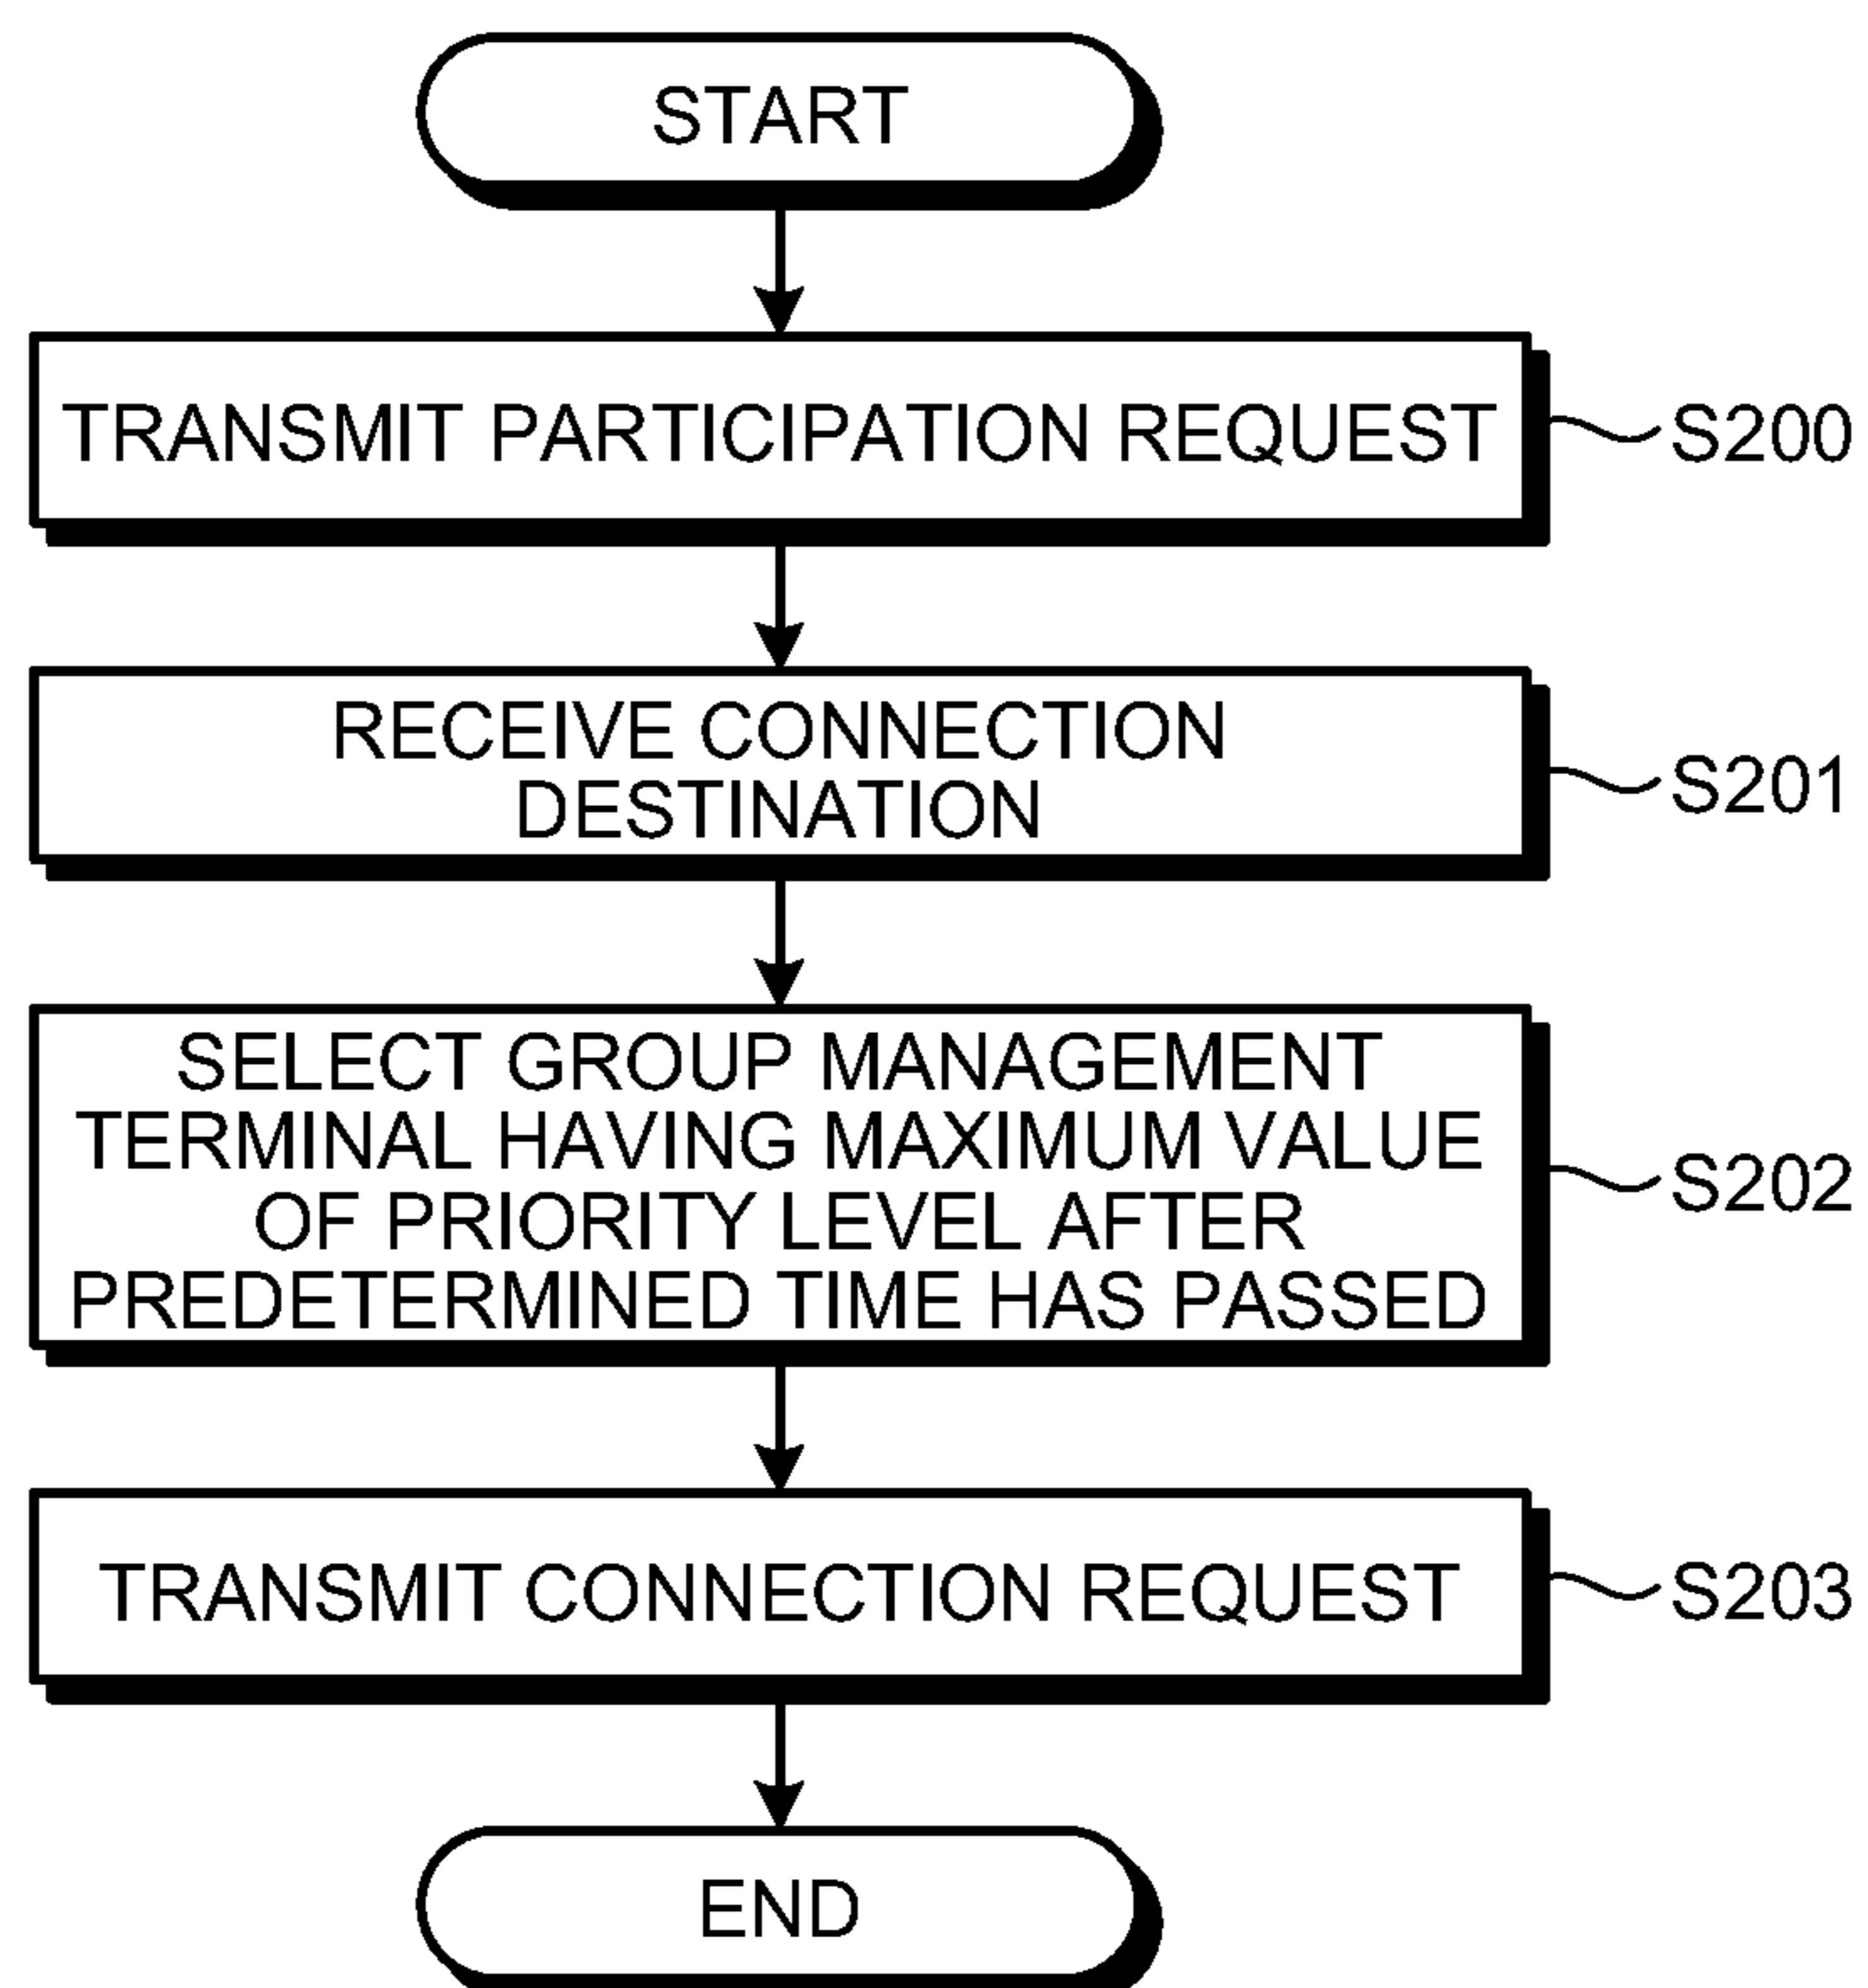 START
TRANSMIT PARTICIPATION REQUEST
S200
RECEIVE CONNECTION
DESTINATION
S201
SELECT GROUP MANAGEMENT
TERMINAL HAVING MAXIMUM VALUE
OF PRIORITY LEVEL AFTER
PREDETERMINED TIME HAS PASSED
S202
TRANSMIT CONNECTION REQUEST
S203
END